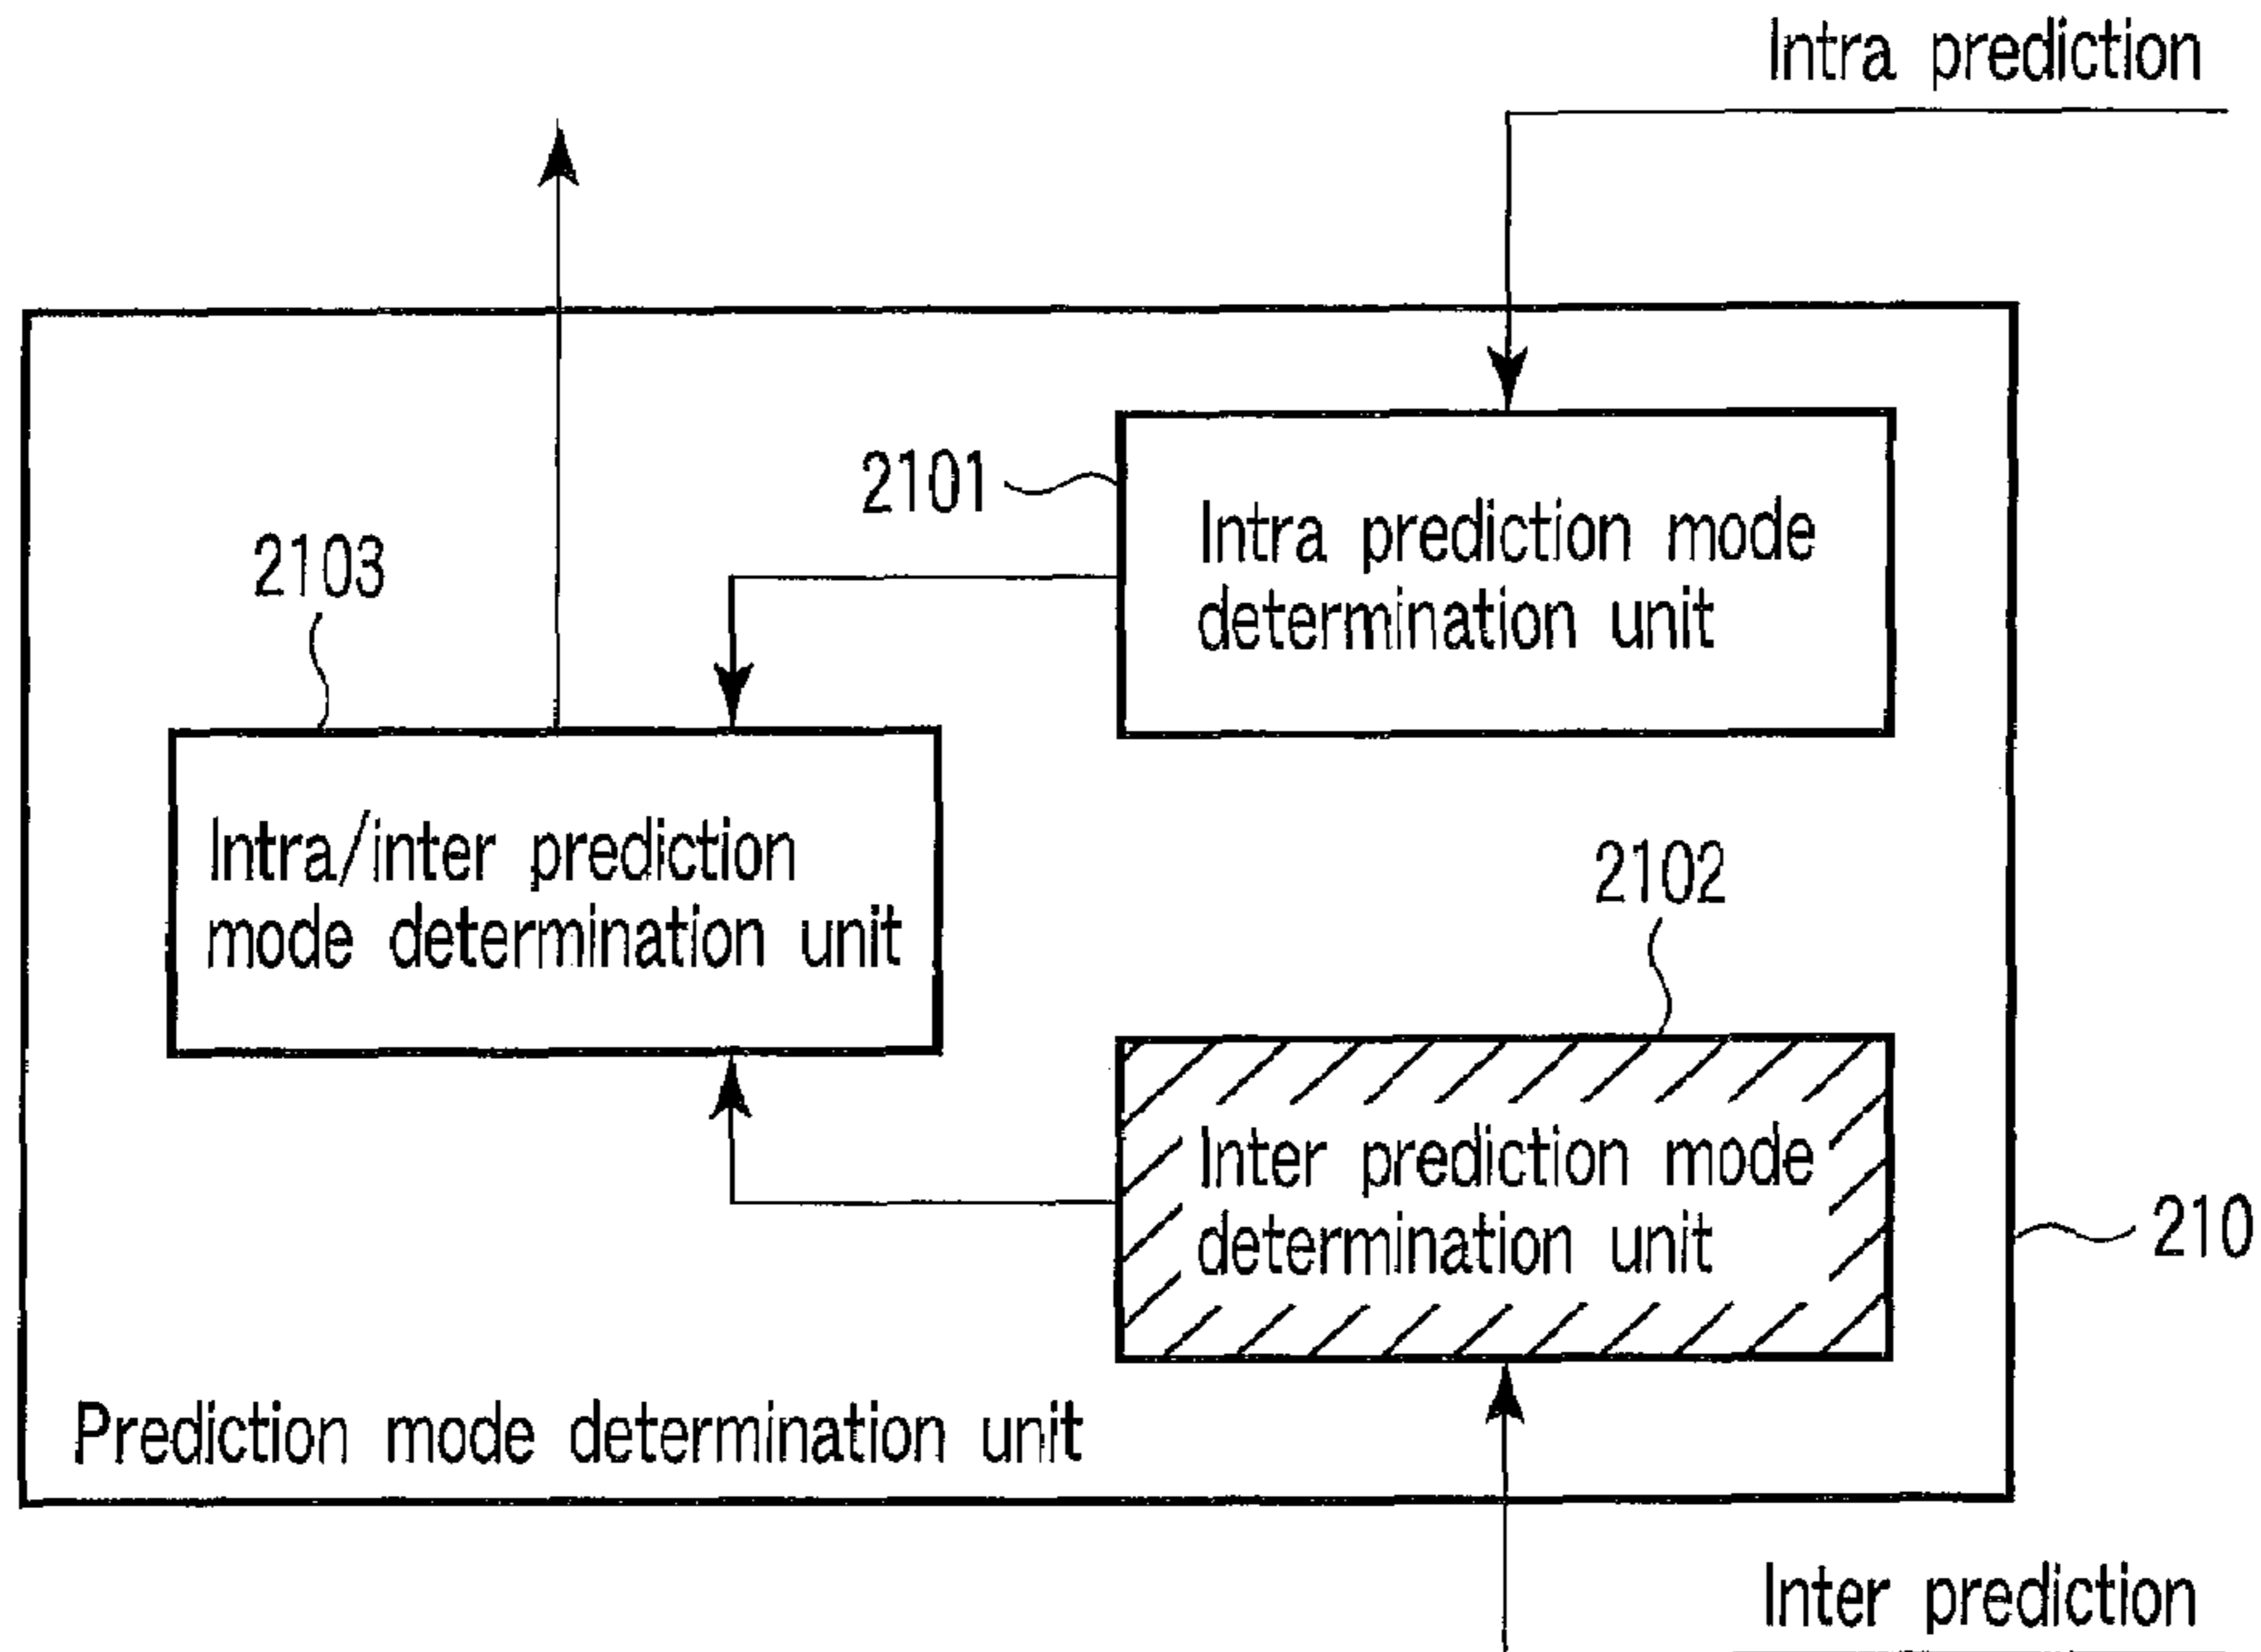 Intra prediction
2101
Intra prediction mode
determination unit
2103
Intra/inter prediction
mode determination unit
2102
Inter prediction mode
determination unit
210
Prediction mode determination unit
Inter prediction